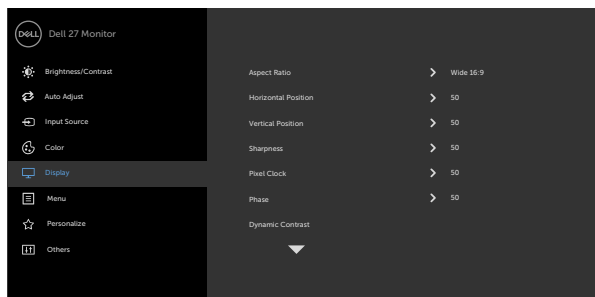 DELL Dell 27 Monitor
Brightness/Contrast
Auto Adjust
Input Source
Color
Display
Menu
Personalize
Others
Aspect Ratio Wide 16:9
Horizontal Position 50
Vertical Position 50
Sharpness 50
Pixel Clock 50
Phase 50
Dynamic Contrast